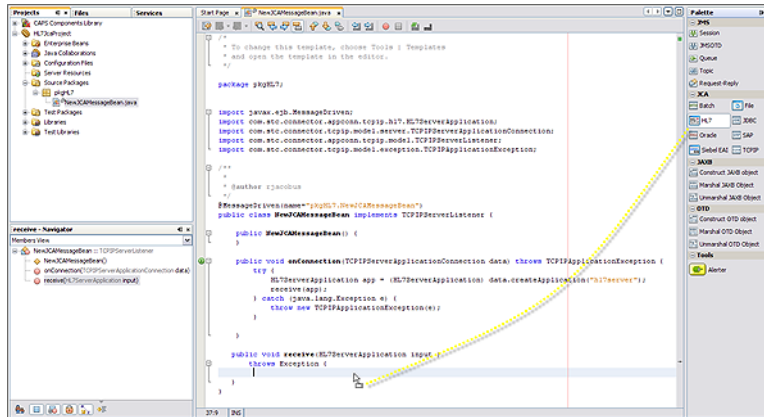 Projects
Files
Services
CAPS Components Library
HL7JcaProject
Enterprise Beans
Java Collaborations
Configuration Files
Server Resources
Source Packages
pkgHL7
NewJCAMessageBean.java
Test Packages
Libraries
Test Libraries
receive - Navigator
Members View
NewJCAMessageBean :: TCPIPServerListener
NewJCAMessageBean()
onConnection(TCPIPServerApplicationConnection data)
receive(HL7ServerApplication input)
Start Page
NewJCAMessageBean.java
/*
* To change this template, choose Tools | Templates
* and open the template in the editor.
*/
package pkgHL7;
import javax.ejb.MessageDriven;
import com.stc.connector.appconn.tcpip.hl7.HL7ServerApplication;
import com.stc.connector.tcpip.model.server.TCPIPServerApplicationConnection;
import com.stc.connector.appconn.tcpip.model.TCPIPServerListener;
import com.stc.connector.tcpip.model.exception.TCPIPApplicationException;
/**
*
* @author rjacobus
*/
@MessageDriven(name="pkgHL7.NewJCAMessageBean")
public class NewJCAMessageBean implements TCPIPServerListener {
public NewJCAMessageBean() {
}
public void onConnection(TCPIPServerApplicationConnection data) throws TCPIPApplicationException {
try {
HL7ServerApplication app = (HL7ServerApplication) data.createApplication("hl7server");
receive(app);
} catch (java.lang.Exception e) {
throw new TCPIPApplicationException(e);
}
}
public void receive(HL7ServerApplication input )
throws Exception {
}
}
37:9
INS
Palette
JMS
Session
JMSOTD
Queue
Topic
Request-Reply
JCA
Batch
File
HL7
JDBC
Oracle
SAP
Siebel EAI
TCPIP
JAXB
Construct JAXB object
Marshal JAXB Object
Unmarshal JAXB Object
OTD
Construct OTD object
Marshal OTD Object
Unmarshal OTD Object
Tools
Alerter